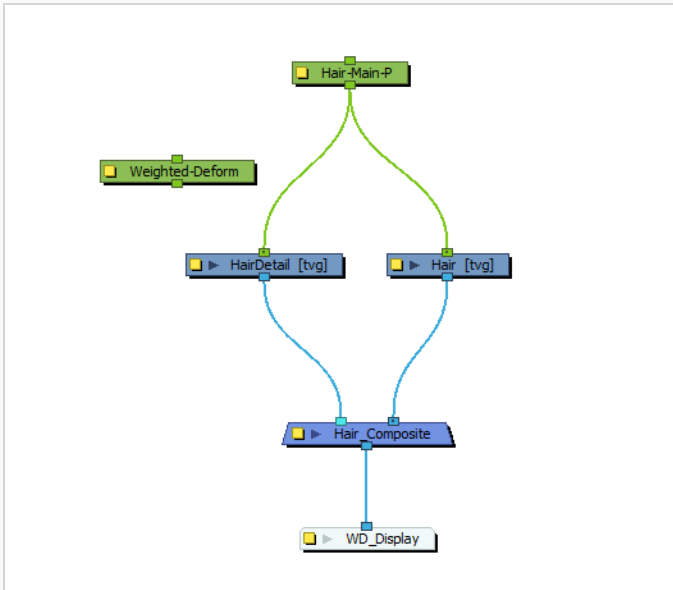 Hair-Main-P
Weighted-Deform
HairDetail [tvg]
Hair [tvg]
Hair_Composite
WD_Display